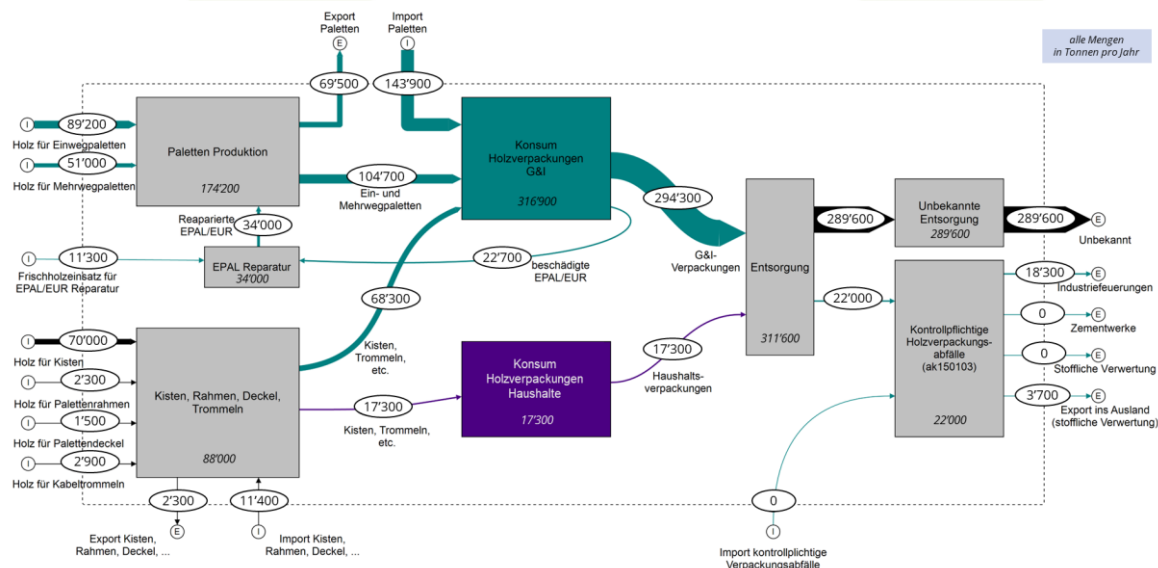 Export
Paletten
E
69'500
Import
Paletten
I
143'900
alle Mengen
in Tonnen pro Jahr
I
89'200
Holz für Einwegpaletten
I
51'000
Holz für Mehrwegpaletten
Paletten Produktion
174'200
104'700
Ein- und
Mehrwegpaletten
Konsum
Holzverpackungen
G&I
316'900
294'300
G&I-
Verpackungen
Reaparierte
EPAL/EUR
34'000
I
11'300
Frischholzeinsatz für
EPAL/EUR Reparatur
EPAL Reparatur
34'000
22'700
beschädigte
EPAL/EUR
Entsorgung
311'600
289'600
Unbekannte
Entsorgung
289'600
289'600
E
Unbekannt
22'000
Kontrollpflichtige
Holzverpackungs-
abfälle
(ak150103)
22'000
18'300
E
Industriefeuerungen
0
E
Zementwerke
0
E
Stoffliche Verwertung
3'700
E
Export ins Ausland
(stoffliche Verwertung)
I
70'000
Holz für Kisten
I
2'300
Holz für Palettenrahmen
I
1'500
Holz für Palettendeckel
I
2'900
Holz für Kabeltrommeln
Kisten, Rahmen, Deckel,
Trommeln
88'000
68'300
Kisten,
Trommeln,
etc.
17'300
Kisten, Trommeln,
etc.
Konsum
Holzverpackungen
Haushalte
17'300
17'300
Haushalts-
verpackungen
2'300
E
Export Kisten,
Rahmen, Deckel, ...
11'400
I
Import Kisten,
Rahmen, Deckel, ...
0
I
Import kontrollplichtige
Verpackungsabfälle